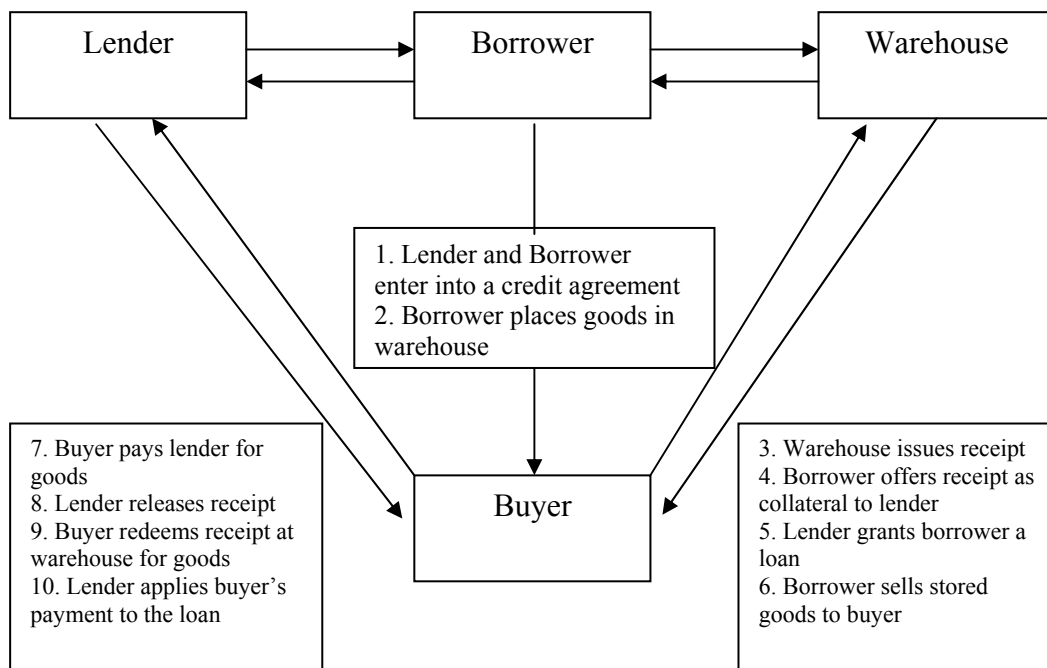 Lender
Borrower
Warehouse
1. Lender and Borrower
enter into a credit agreement
2. Borrower places goods in
warehouse
7. Buyer pays lender for
goods
8. Lender releases receipt
9. Buyer redeems receipt at
warehouse for goods
10. Lender applies buyer’s
payment to the loan
Buyer
3. Warehouse issues receipt
4. Borrower offers receipt as
collateral to lender
5. Lender grants borrower a
loan
6. Borrower sells stored
goods to buyer